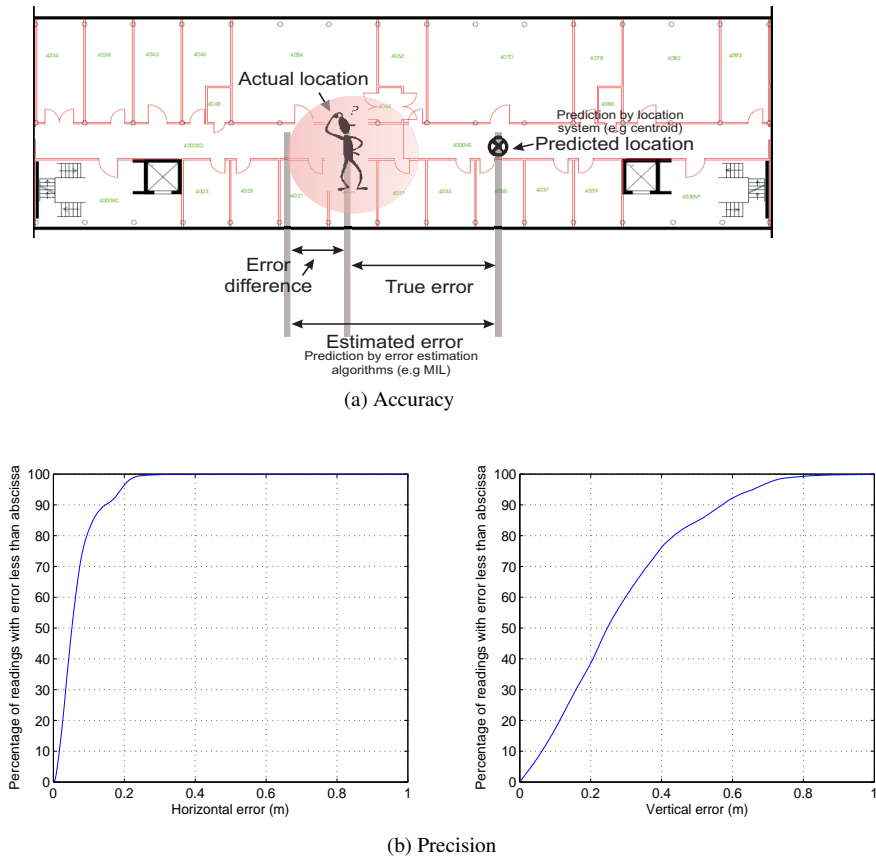 4034 4038 4042 4046 4054 4062 4070 4078 4082 4093
Actual location
4048
4080
?
Prediction by location
system (e.g centroid)
Predicted location
4000VD
4000VE
4000VC
4023 4025 4027 4031 4033 4035 4037 4039
4000VF
Error
difference
True error
Estimated error
Prediction by error estimation
algorithms (e.g MIL)
(a) Accuracy
Percentage of readings with error less than abscissa
100
90
80
70
60
50
40
30
20
10
0
0 0.2 0.4 0.6 0.8 1
Horizontal error (m)
Percentage of readings with error less than abscissa
100
90
80
70
60
50
40
30
20
10
0
0 0.2 0.4 0.6 0.8 1
Vertical error (m)
(b) Precision